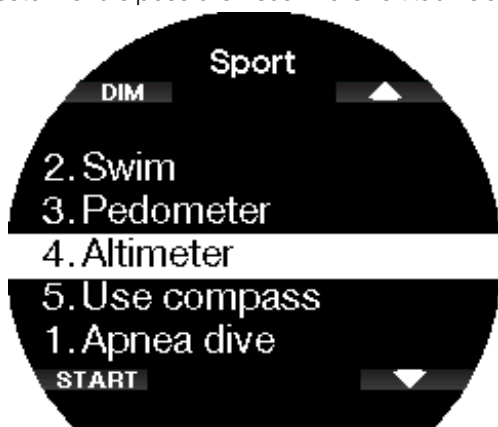 Sport
DIM
2. Swim
3. Pedometer
4. Altimeter
5. Use compass
1. Apnea dive
START